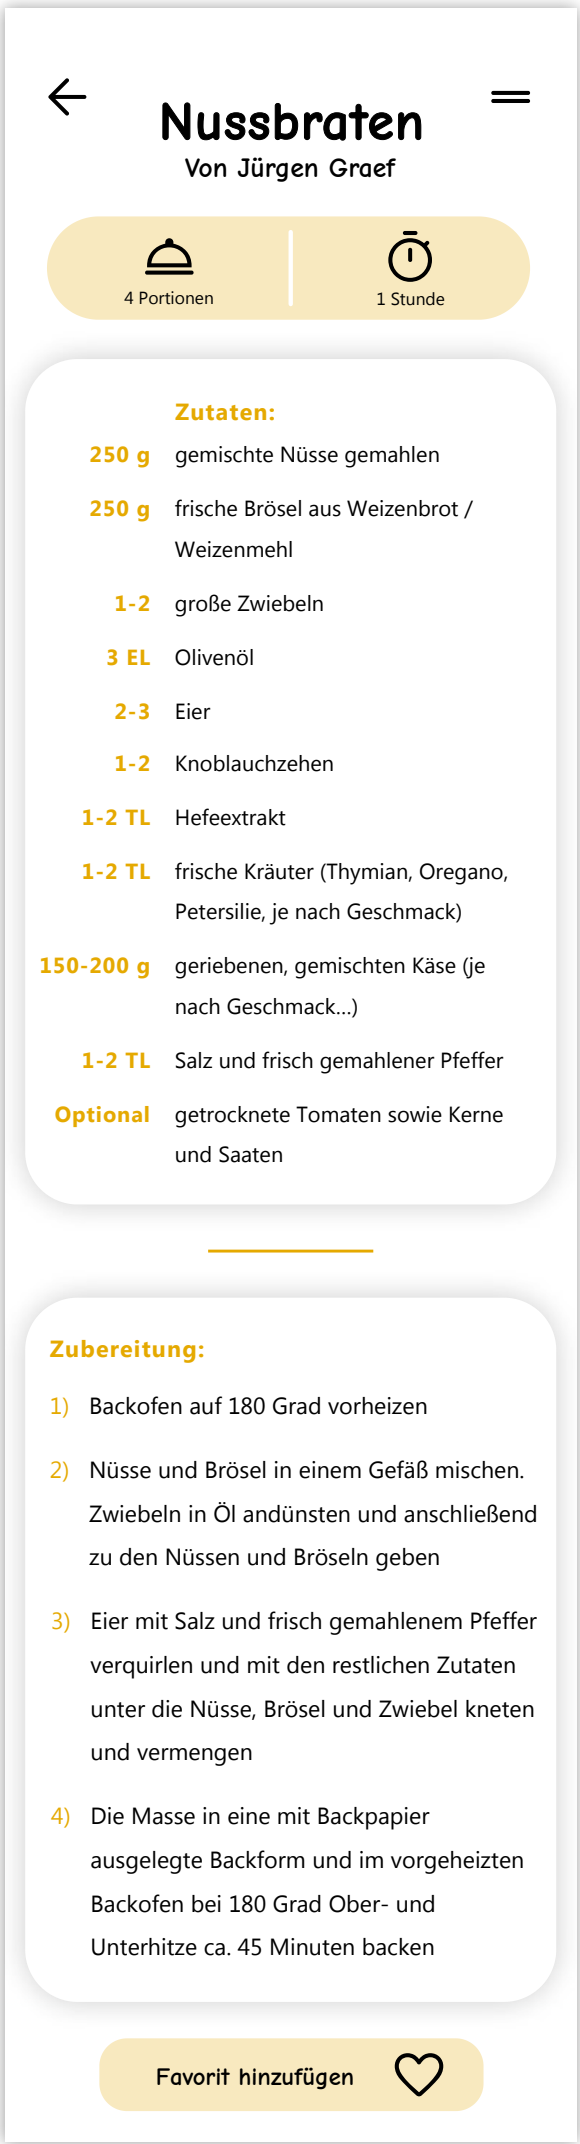 Nussbraten
Von Jürgen Graef
4 Portionen
1 Stunde
Zutaten:
250 g gemischte Nüsse gemahlen
250 g frische Brösel aus Weizenbrot /
Weizenmehl
1-2 große Zwiebeln
3 EL Olivenöl
2-3 Eier
1-2 Knoblauchzehen
1-2 TL Hefeextrakt
1-2 TL frische Kräuter (Thymian, Oregano,
Petersilie, je nach Geschmack)
150-200 g geriebenen, gemischten Käse (je
nach Geschmack...)
1-2 TL Salz und frisch gemahlener Pfeffer
Optional getrocknete Tomaten sowie Kerne
und Saaten
Zubereitung:
1) Backofen auf 180 Grad vorheizen
2) Nüsse und Brösel in einem Gefäß mischen.
Zwiebeln in Öl andünsten und anschließend
zu den Nüssen und Bröseln geben
3) Eier mit Salz und frisch gemahlenem Pfeffer
verquirlen und mit den restlichen Zutaten
unter die Nüsse, Brösel und Zwiebel kneten
und vermengen
4) Die Masse in eine mit Backpapier
ausgelegte Backform und im vorgeheizten
Backofen bei 180 Grad Ober- und
Unterhitze ca. 45 Minuten backen
Favorit hinzufügen